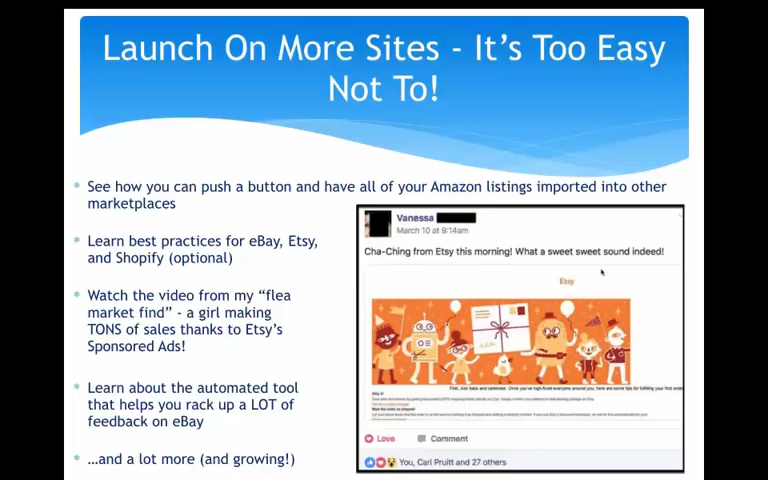 Launch On More Sites - It's Too Easy
Not To!
* See how you can push a button and have all of your Amazon listings imported into other
marketplaces
* Learn best practices for eBay, Etsy,
and Shopify (optional)
* Watch the video from my “flea
market find” - a girl making
TONS of sales thanks to Etsy’s
Sponsored Ads!
* Learn about the automated tool
that helps you rack up a LOT of
feedback on eBay
* …and a lot more (and growing!)
Vanessa
March 10 at 9:14am
Cha-Ching from Etsy this morning! What a sweet sweet sound indeed!
Etsy
Love Comment
You, Carl Pruitt and 27 others